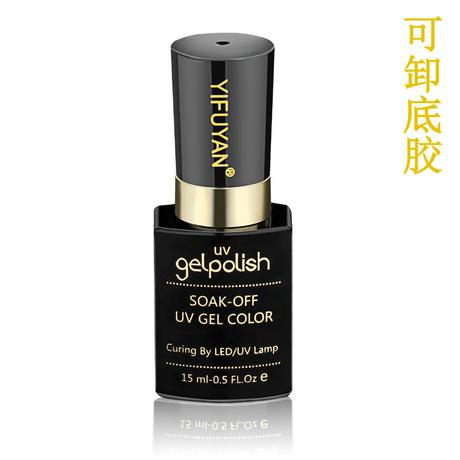 可卸底胶
YIFUYAN®
UV
gelpolish
SOAK-OFF
UV GEL COLOR
Curing By LED/UV Lamp
15 ml-0.5 FL.Oz e